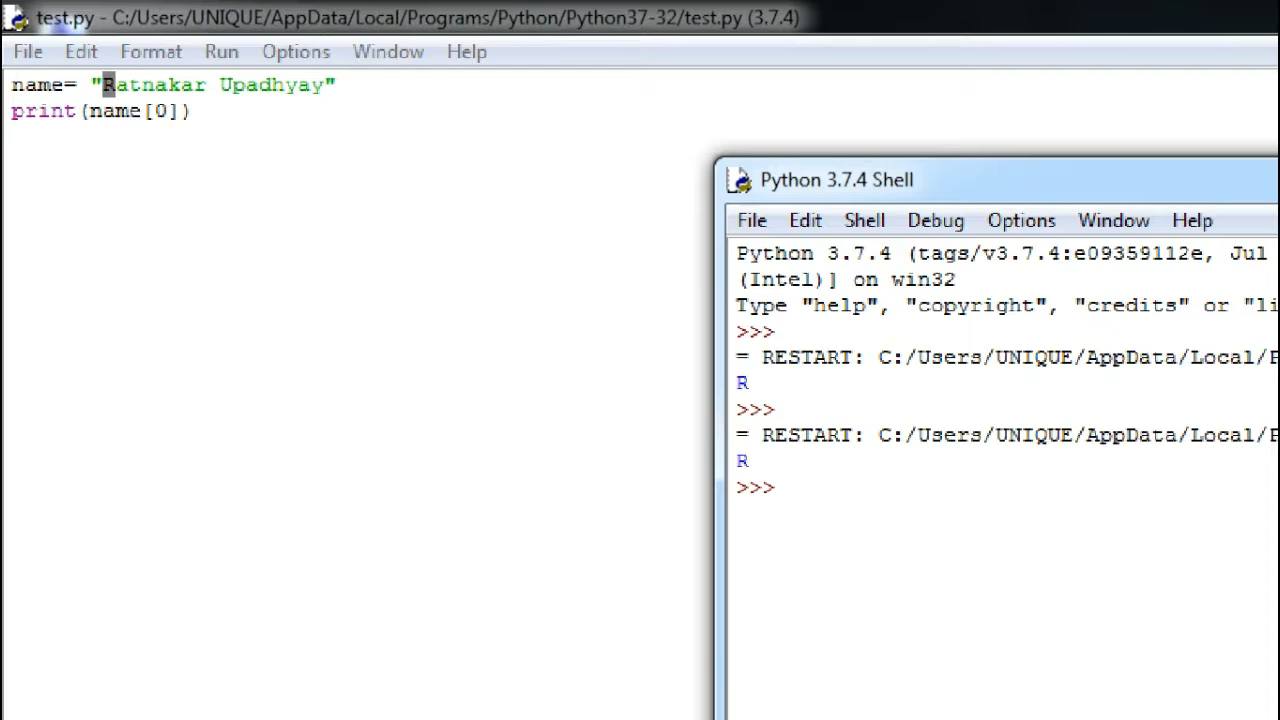 test.py - C:/Users/UNIQUE/AppData/Local/Programs/Python/Python37-32/test.py (3.7.4)
File Edit Format Run Options Window Help
name= "Ratnakar Upadhyay"
print(name[0])
Python 3.7.4 Shell
File Edit Shell Debug Options Window Help
Python 3.7.4 (tags/v3.7.4:e09359112e, Jul
(Intel)] on win32
Type "help", "copyright", "credits" or "li
>>>
= RESTART: C:/Users/UNIQUE/AppData/Local/P
R
>>>
= RESTART: C:/Users/UNIQUE/AppData/Local/P
R
>>>